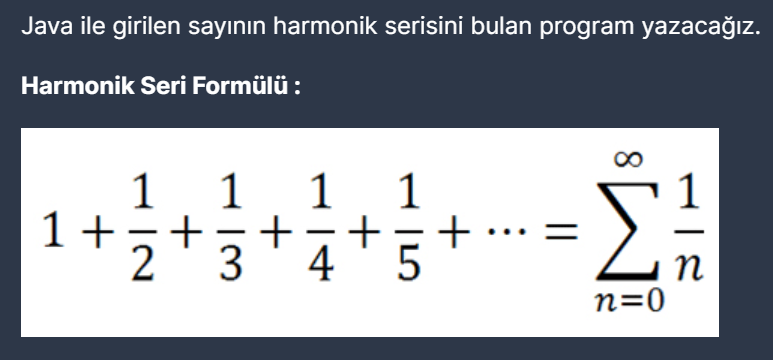 Java ile girilen sayının harmonik serisini bulan program yazacağız.
Harmonik Seri Formülü :
1 + 1/2 + 1/3 + 1/4 + 1/5 + ⋯ = ∑_{n=0}^{∞} 1/n